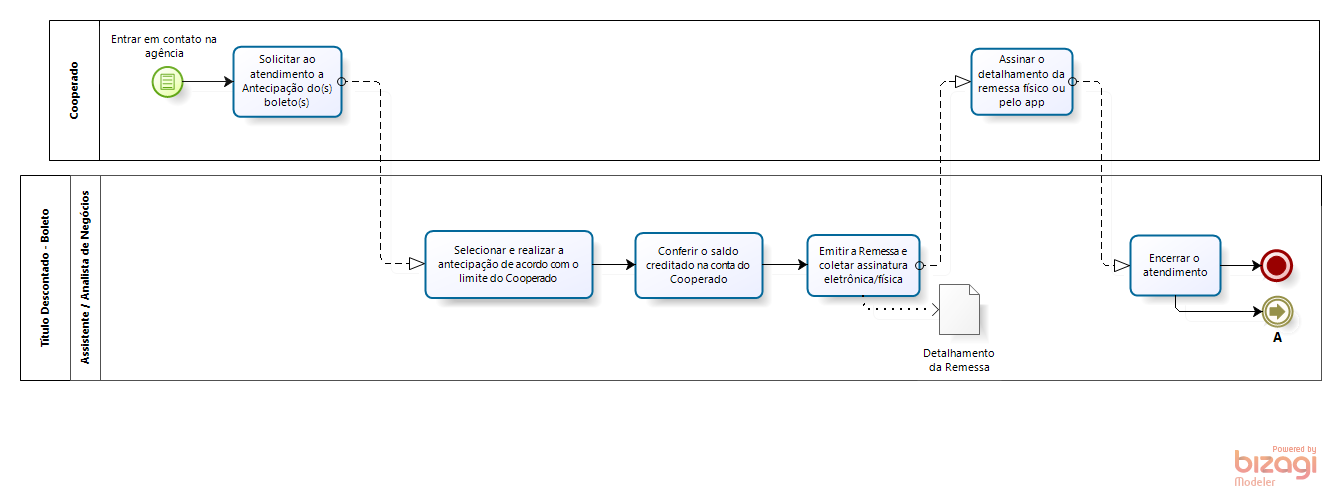 Cooperado
Entrar em contato na
agência
Solicitar ao
atendimento a
Antecipação do(s)
boleto(s)
Assinar o
detalhamento da
remessa físico ou
pelo app
Título Descontado - Boleto
Assistente / Analista de Negócios
Selecionar e realizar a
antecipação de acordo com o
limite do Cooperado
Conferir o saldo
creditado na conta do
Cooperado
Emitir a Remessa e
coletar assinatura
eletrônica/física
Detalhamento
da Remessa
Encerrar o
atendimento
A
Powered by
bizagi
Modeler